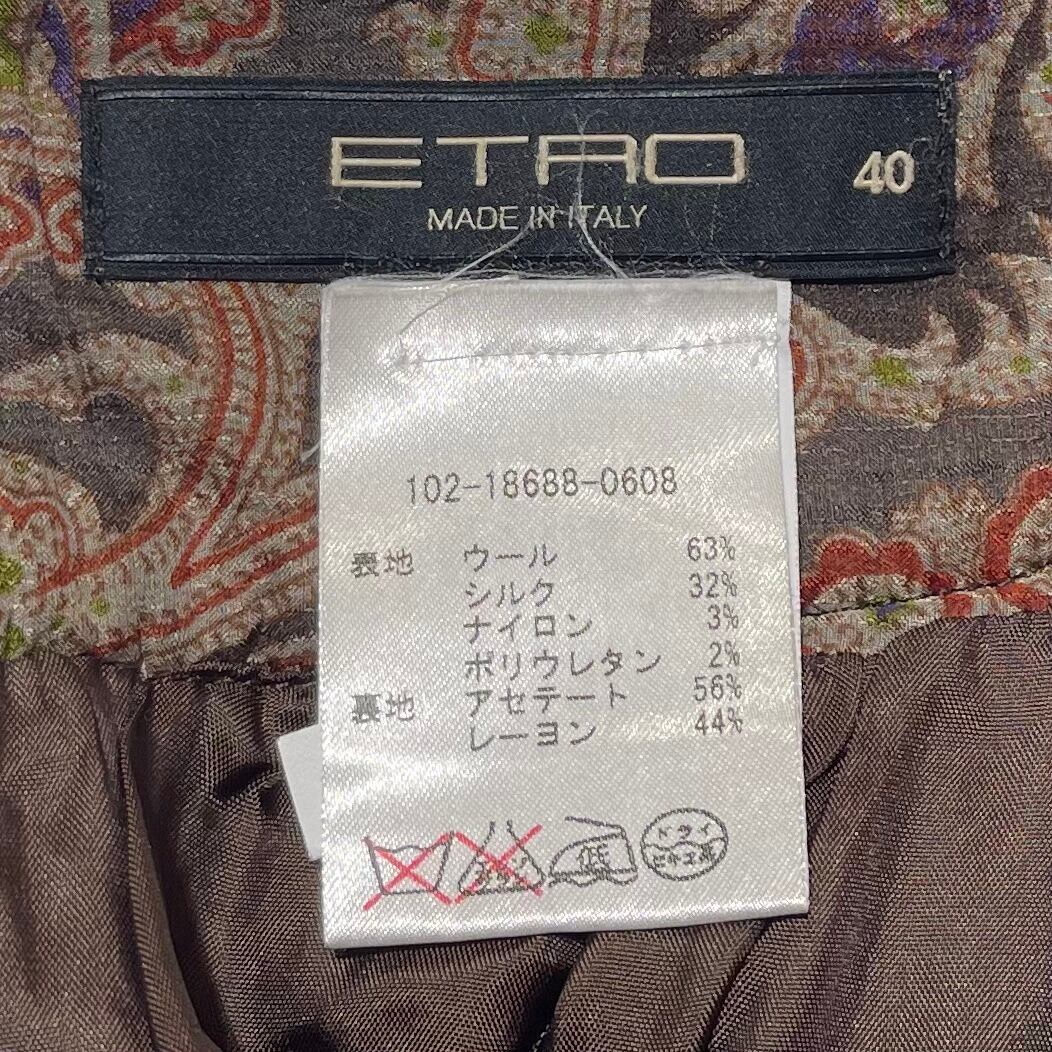 ETRO
40
MADE IN ITALY
102-18688-0608
表地 ウール 63%
シルク 32%
ナイロン 3%
ポリウレタン 2%
裏地 アセテート 56%
レーヨン 44%
低
ドライ